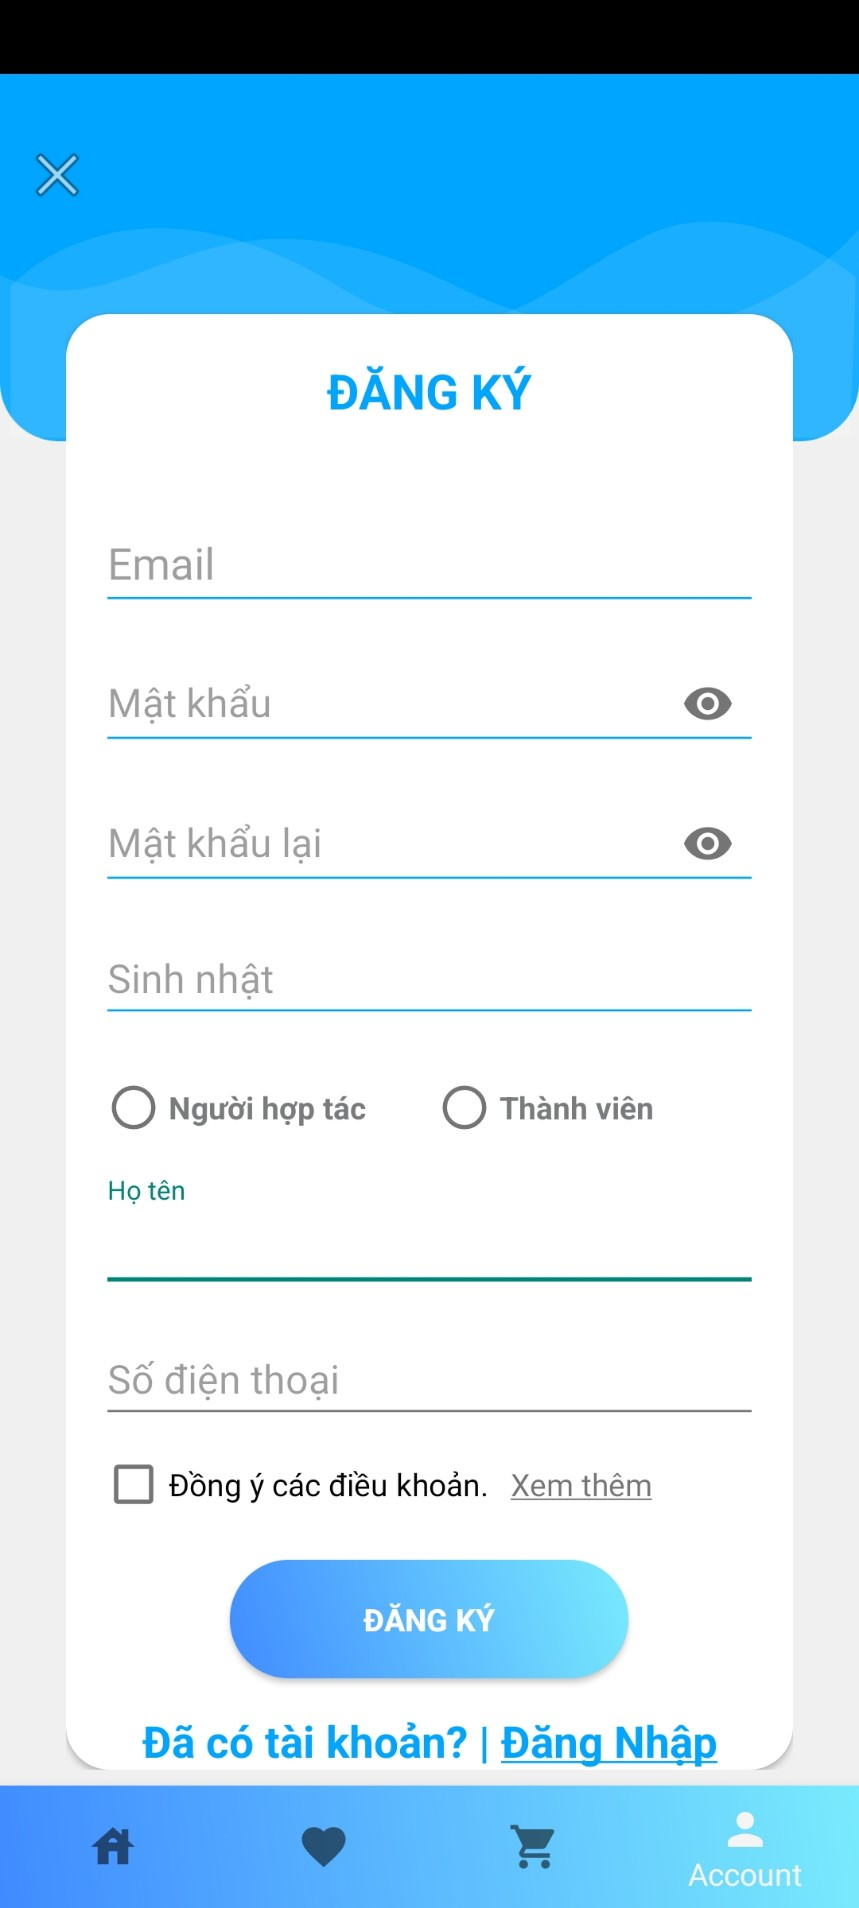 ĐĂNG KÝ
Email
Mật khẩu
Mật khẩu lại
Sinh nhật
Người hợp tác Thành viên
Họ tên
Số điện thoại
Đồng ý các điều khoản. Xem thêm
ĐĂNG KÝ
Đã có tài khoản? | Đăng Nhập
Account